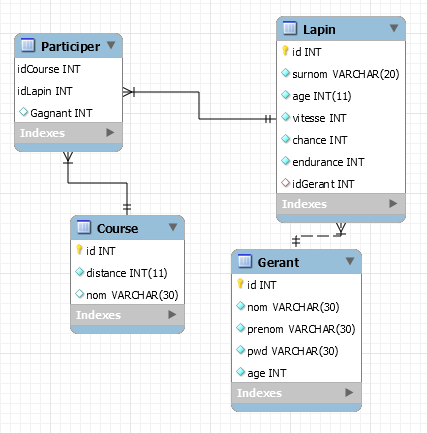 Participer
idCourse INT
idLapin INT
Gagnant INT
Indexes
Lapin
id INT
surnom VARCHAR(20)
age INT(11)
vitesse INT
chance INT
endurance INT
idGerant INT
Indexes
Course
id INT
distance INT(11)
nom VARCHAR(30)
Indexes
Gerant
id INT
nom VARCHAR(30)
prenom VARCHAR(30)
pwd VARCHAR(30)
age INT
Indexes